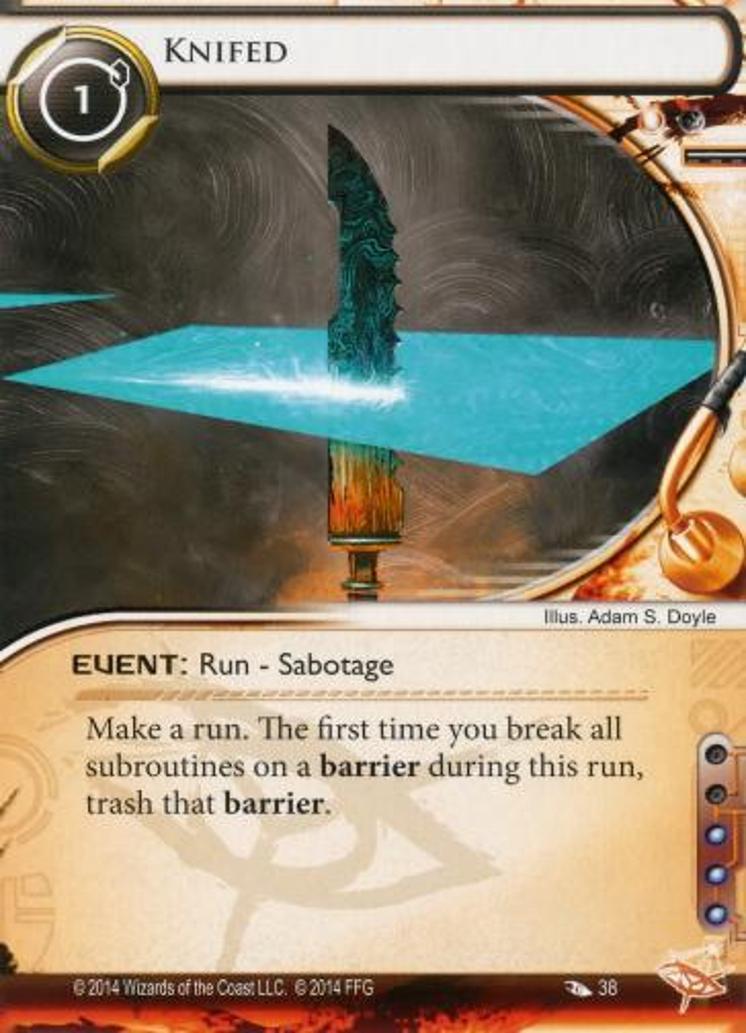 KNIFED
1
Illus. Adam S. Doyle
EVENT: Run - Sabotage
Make a run. The first time you break all
subroutines on a barrier during this run,
trash that barrier.
© 2014 Wizards of the Coast LLC. © 2014 FFG 38